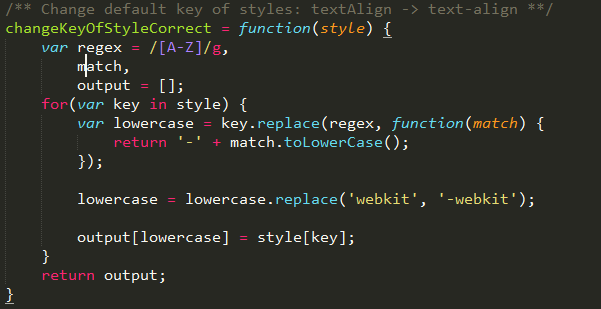 /** Change default key of styles: textAlign -> text-align **/
changeKeyOfStyleCorrect = function(style) {
var regex = /[A-Z]/g,
match,
output = [];
for(var key in style) {
var lowercase = key.replace(regex, function(match) {
return '-' + match.toLowerCase();
});
lowercase = lowercase.replace('webkit', '-webkit');
output[lowercase] = style[key];
}
return output;
}